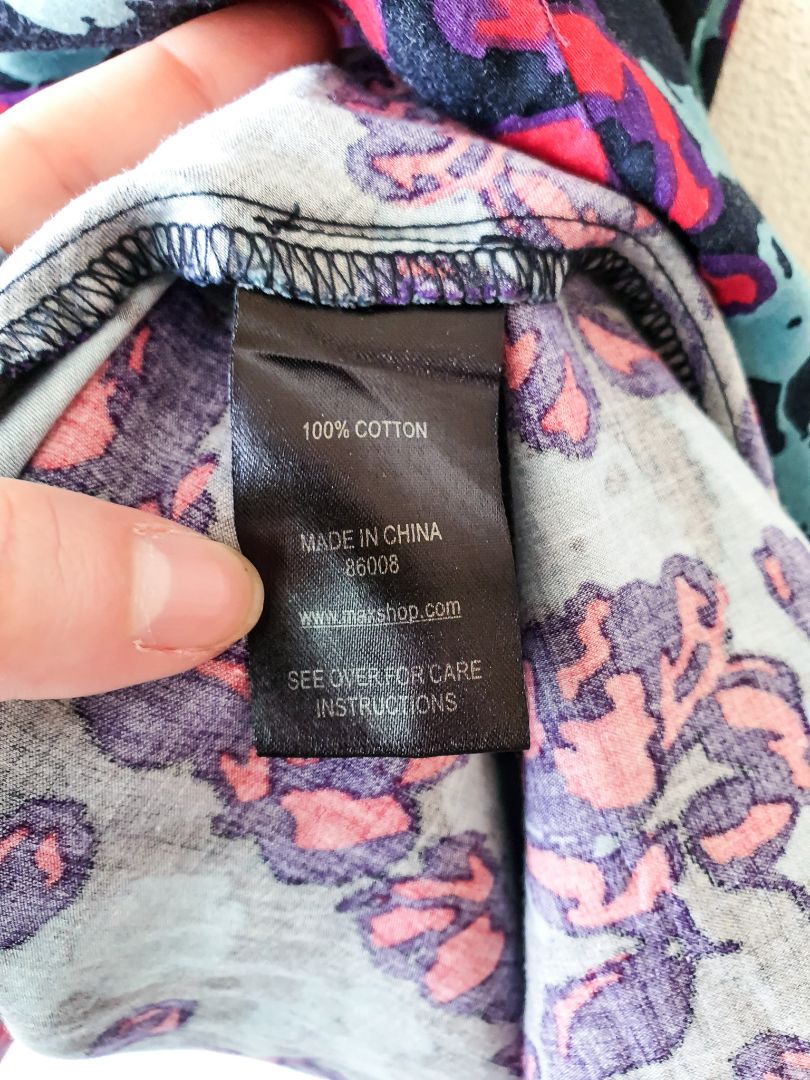 100% COTTON
MADE IN CHINA
86008
www.maxshop.com
SEE OVER FOR CARE
INSTRUCTIONS